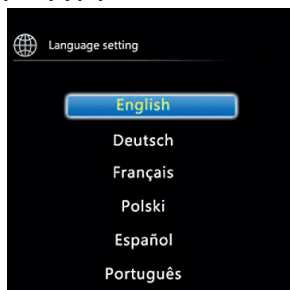 Language setting
English
Deutsch
Français
Polski
Español
Português